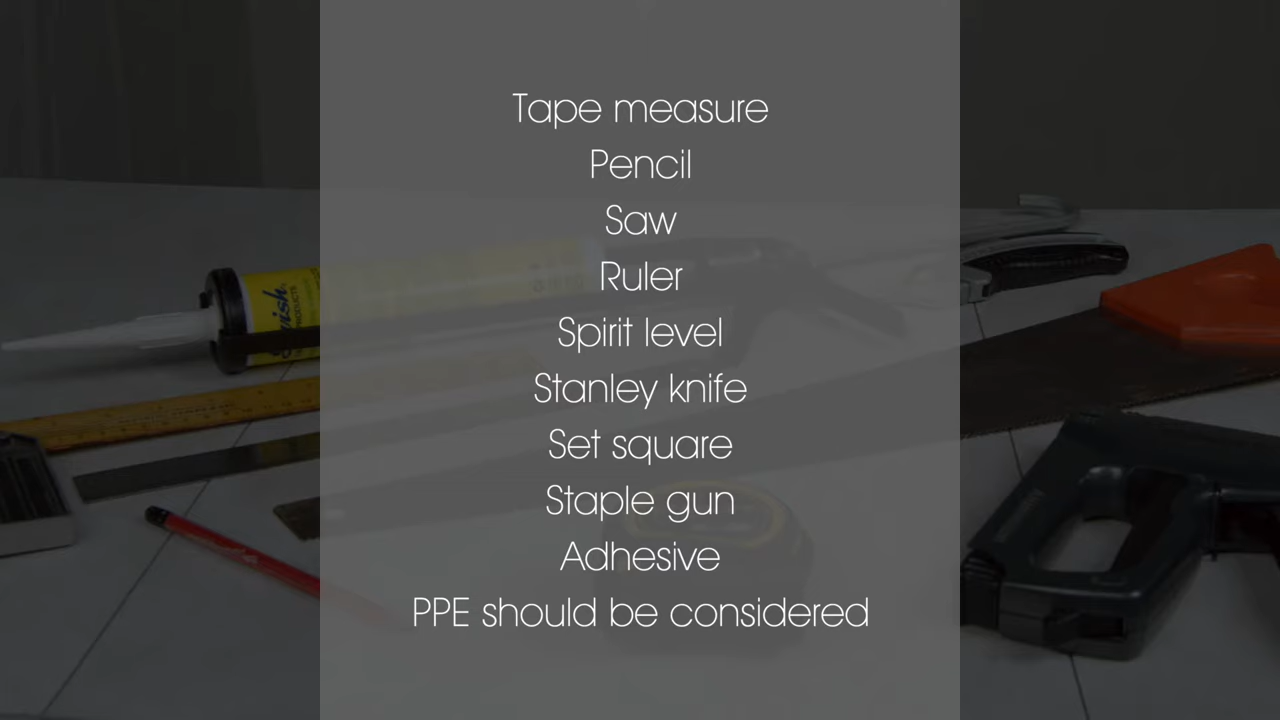 Tape measure
Pencil
Saw
Ruler
Spirit level
Stanley knife
Set square
Staple gun
Adhesive
PPE should be considered